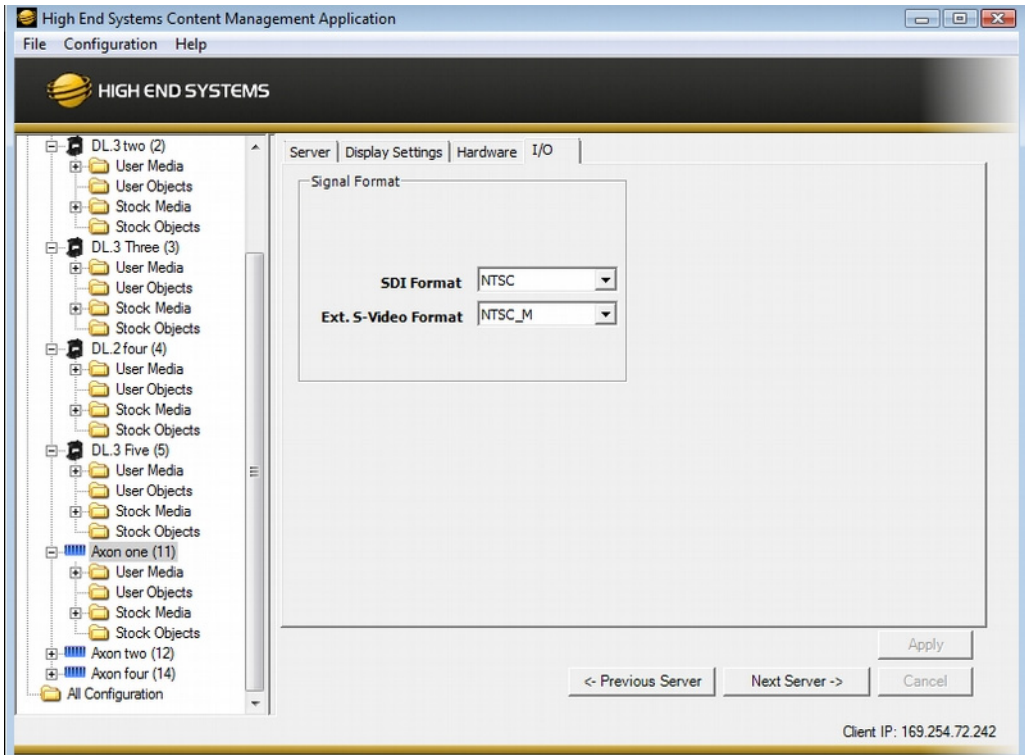 High End Systems Content Management Application
File Configuration Help
HIGH END SYSTEMS
DL.3 two (2)
User Media
User Objects
Stock Media
Stock Objects
DL.3 Three (3)
User Media
User Objects
Stock Media
Stock Objects
DL.2 four (4)
User Media
User Objects
Stock Media
Stock Objects
DL.3 Five (5)
User Media
User Objects
Stock Media
Stock Objects
Axon one (11)
User Media
User Objects
Stock Media
Stock Objects
Axon two (12)
Axon four (14)
All Configuration
Server Display Settings Hardware I/O
Signal Format
SDI Format NTSC
Ext. S-Video Format NTSC_M
Apply
<- Previous Server Next Server -> Cancel
Client IP: 169.254.72.242